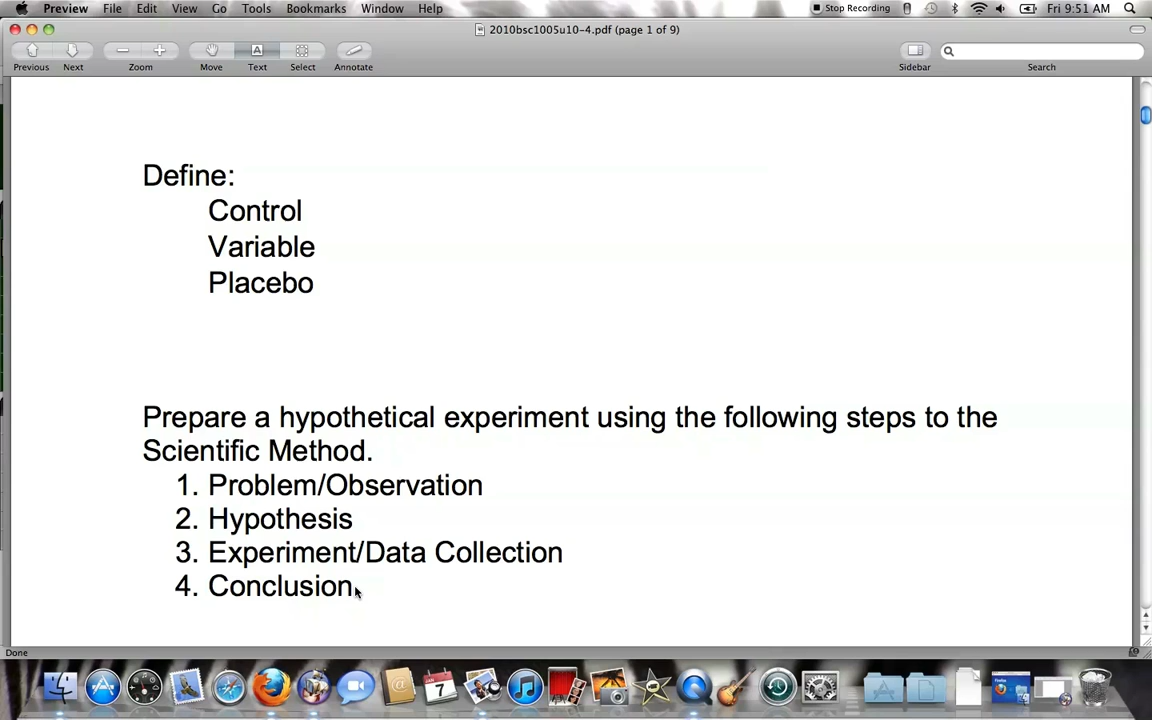 Preview File Edit View Go Tools Bookmarks Window Help Stop Recording Fri 9:51 AM
2010bsc1005u10-4.pdf (page 1 of 9)
Previous Next Zoom Move Text Select Annotate Sidebar Search
Define:
Control
Variable
Placebo
Prepare a hypothetical experiment using the following steps to the
Scientific Method.
1. Problem/Observation
2. Hypothesis
3. Experiment/Data Collection
4. Conclusion
Done